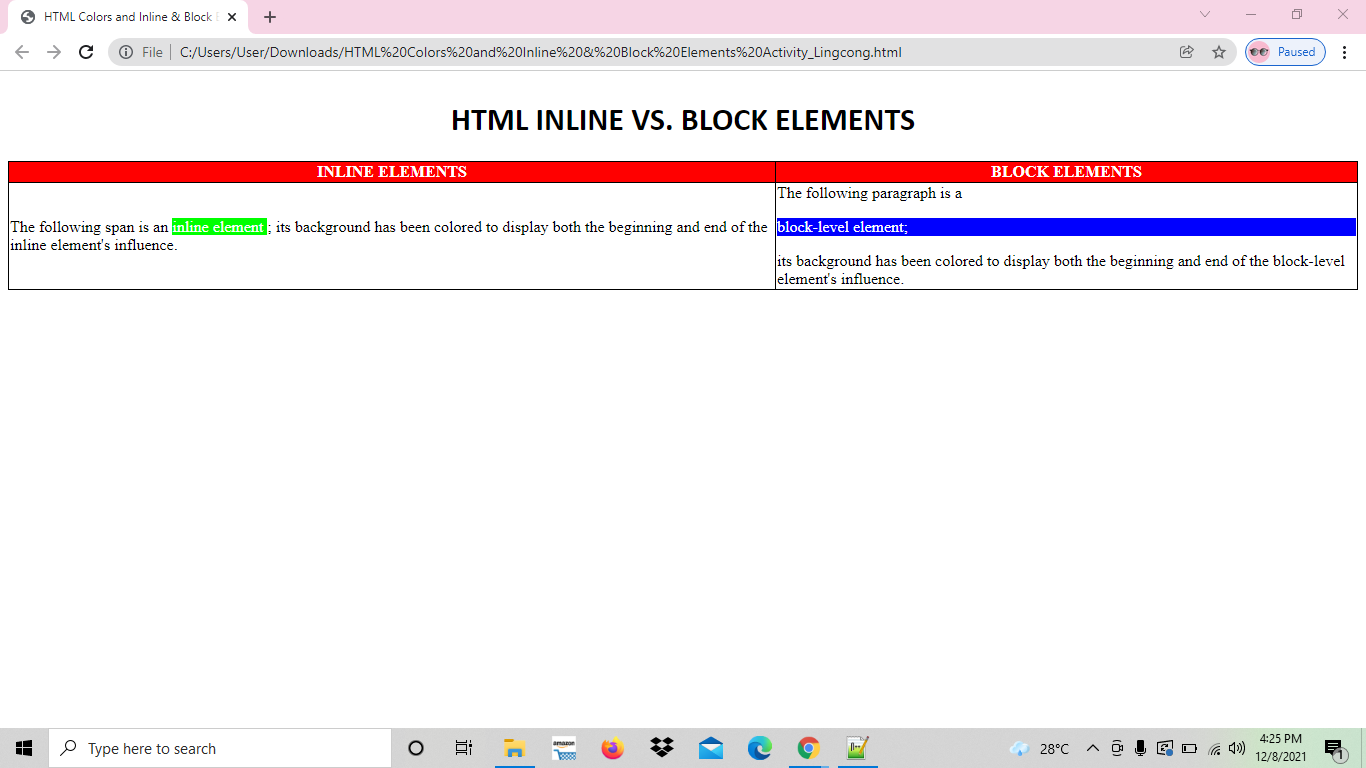 HTML Colors and Inline & Block E
File
C:/Users/User/Downloads/HTML%20Colors%20and%20Inline%20&%20Block%20Elements%20Activity_Lingcong.html
Paused
HTML INLINE VS. BLOCK ELEMENTS
INLINE ELEMENTS
BLOCK ELEMENTS
The following span is an inline element ; its background has been colored to display both the beginning and end of the
inline element's influence.
The following paragraph is a
block-level element;
its background has been colored to display both the beginning and end of the block-level
element's influence.
Type here to search
amazon
28°C
4:25 PM
12/8/2021
1